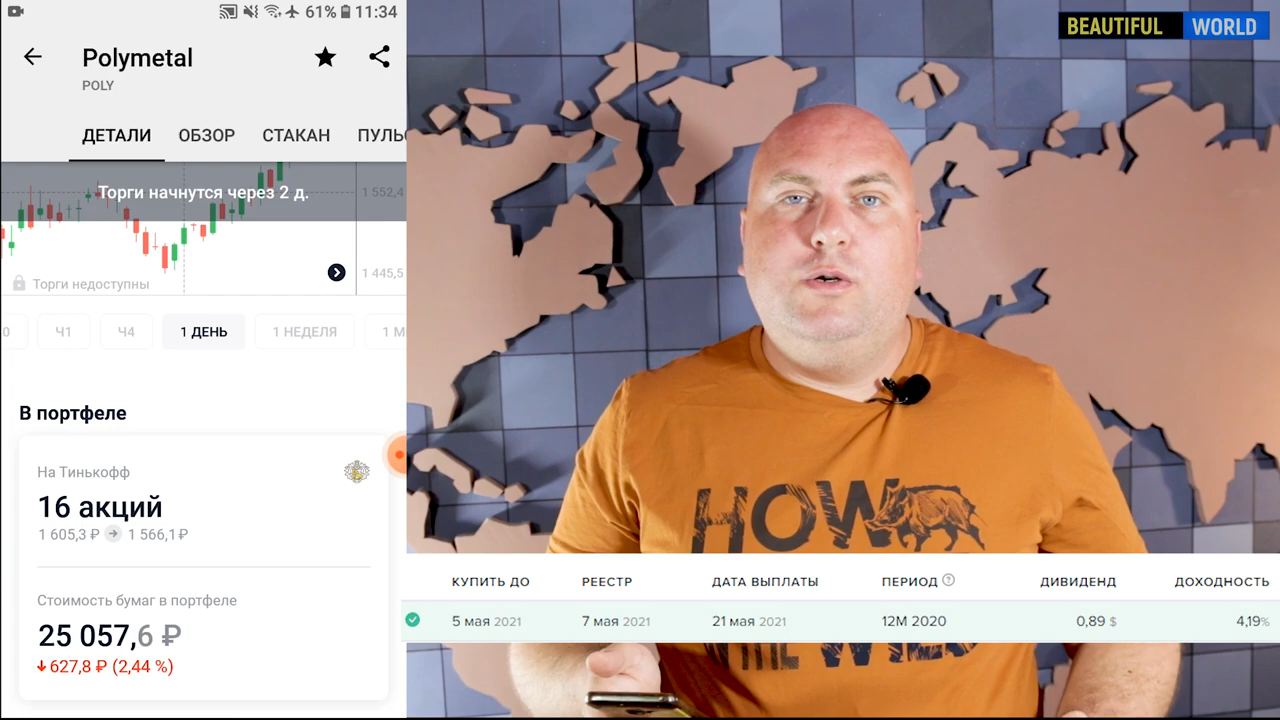 61% 11:34
Polymetal
POLY
ДЕТАЛИ ОБЗОР СТАКАН ПУЛЬС
Торги начнутся через 2 д.
1 552,4
Торги недоступны
1 445,5
Ч1 Ч4 1 ДЕНЬ 1 НЕДЕЛЯ 1 М
В портфеле
На Тинькофф
16 акций
1 605,3 ₽ → 1 566,1 ₽
Стоимость бумаг в портфеле
25 057,6 ₽
627,8 ₽ (2,44 %)
BEAUTIFUL WORLD
HOW
КУПИТЬ ДО РЕЕСТР ДАТА ВЫПЛАТЫ ПЕРИОД ? ДИВИДЕНД ДОХОДНОСТЬ
5 мая 2021 7 мая 2021 21 мая 2021 12М 2020 0,89 $ 4,19%